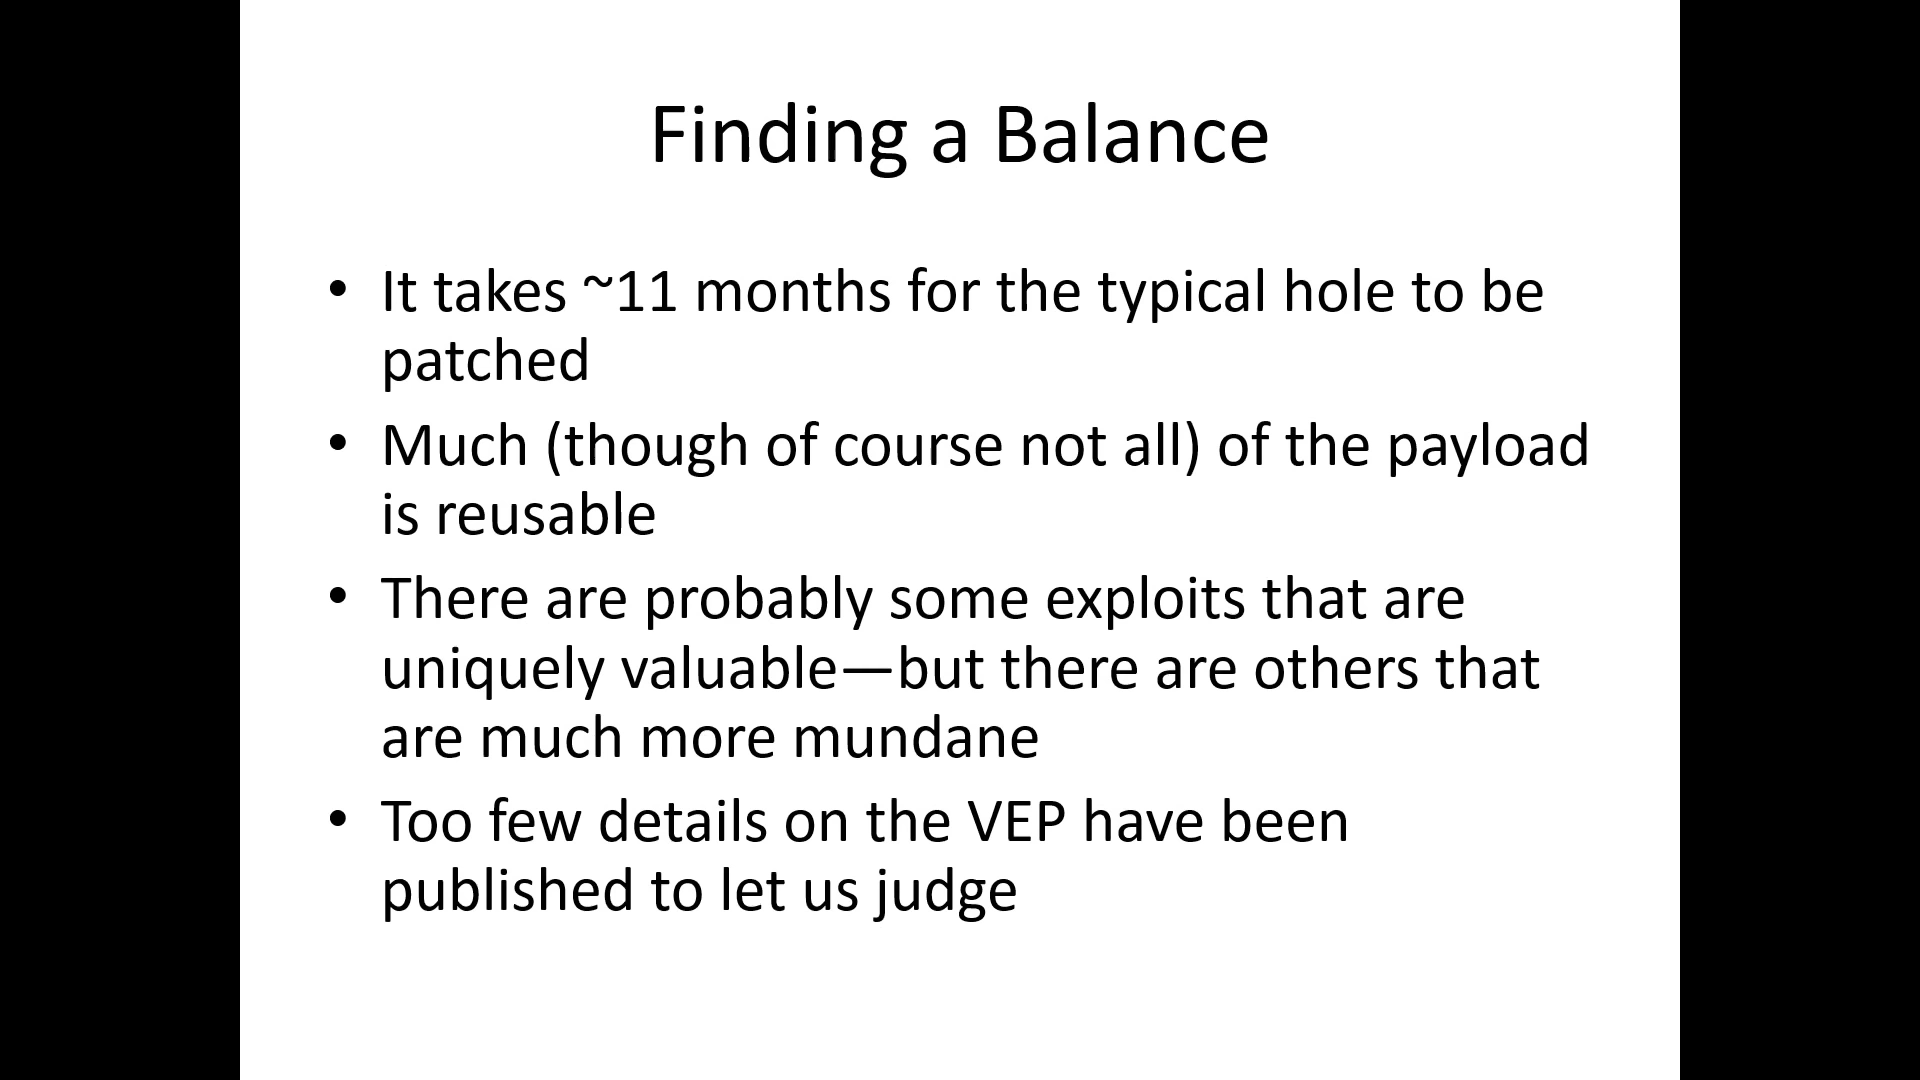 Finding a Balance
• It takes ~11 months for the typical hole to be
patched
• Much (though of course not all) of the payload
is reusable
• There are probably some exploits that are
uniquely valuable—but there are others that
are much more mundane
• Too few details on the VEP have been
published to let us judge